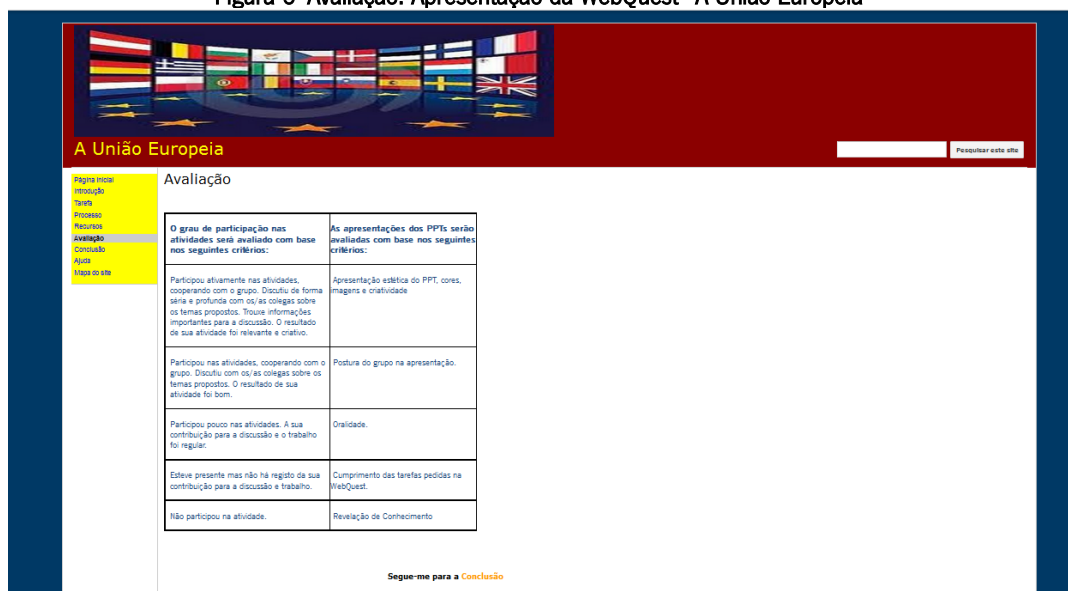 Figura 6- Avaliação: Apresentação da WebQuest "A União Europeia"
A União Europeia
Pesquisar este site
Página inicial
Introdução
Tarefa
Processo
Recursos
Avaliação
Conclusão
Ajuda
Mapa do site
Avaliação
O grau de participação nas
atividades será avaliado com base
nos seguintes critérios:
As apresentações dos PPTs serão
avaliadas com base nos seguintes
critérios:
Participou ativamente nas atividades,
cooperando com o grupo. Discutiu de forma
séria e profunda com os/as colegas sobre
os temas propostos. Trouxe informações
importantes para a discussão. O resultado
de sua atividade foi relevante e criativo.
Apresentação estética do PPT, cores,
imagens e criatividade
Participou nas atividades, cooperando com o
grupo. Discutiu com os/as colegas sobre os
temas propostos. O resultado de sua
atividade foi bom.
Postura do grupo na apresentação.
Participou pouco nas atividades. A sua
contribuição para a discussão e o trabalho
foi regular.
Oralidade.
Esteve presente mas não há registo da sua
contribuição para a discussão e trabalho.
Cumprimento das tarefas pedidas na
WebQuest.
Não participou na atividade.
Revelação de Conhecimento
Segue-me para a Conclusão